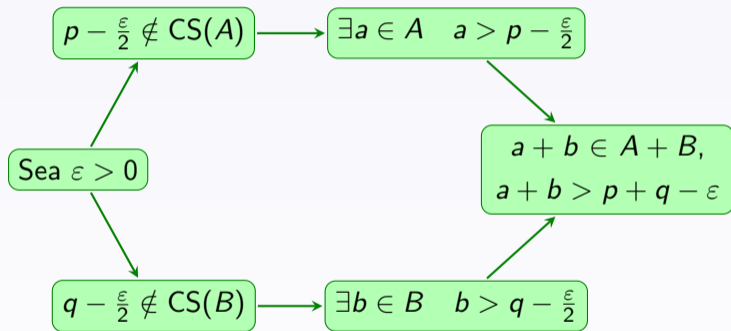 p − ε/2 ∉ CS(A)
∃a ∈ A a > p − ε/2
Sea ε > 0
a + b ∈ A + B,
a + b > p + q − ε
q − ε/2 ∉ CS(B)
∃b ∈ B b > q − ε/2